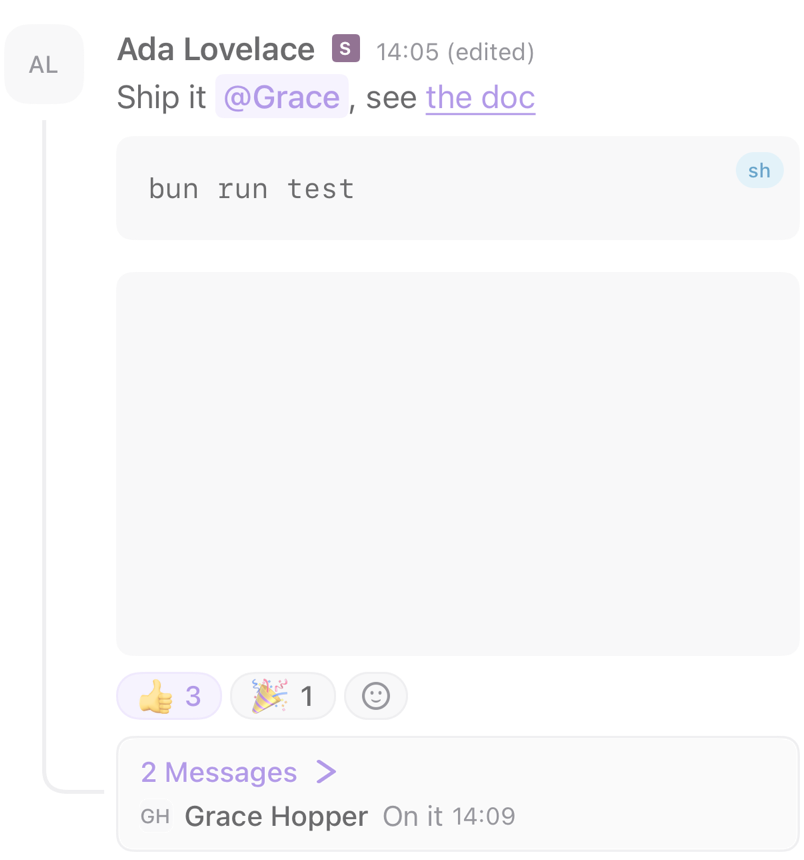 AL
Ada Lovelace S 14:05 (edited)
Ship it @Grace, see the doc
bun run test
sh
👍 3 🎉 1
2 Messages >
GH Grace Hopper On it 14:09